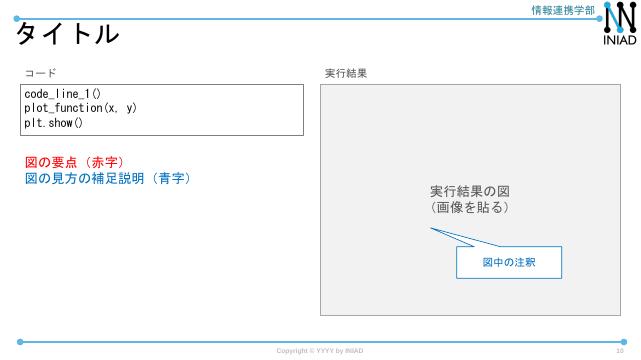 情報連携学部
INIAD
タイトル
コード
code_line_1()
plot_function(x, y)
plt.show()
図の要点（赤字）
図の見方の補足説明（青字）
実行結果
実行結果の図
（画像を貼る）
図中の注釈
Copyright © YYYY by INIAD
10